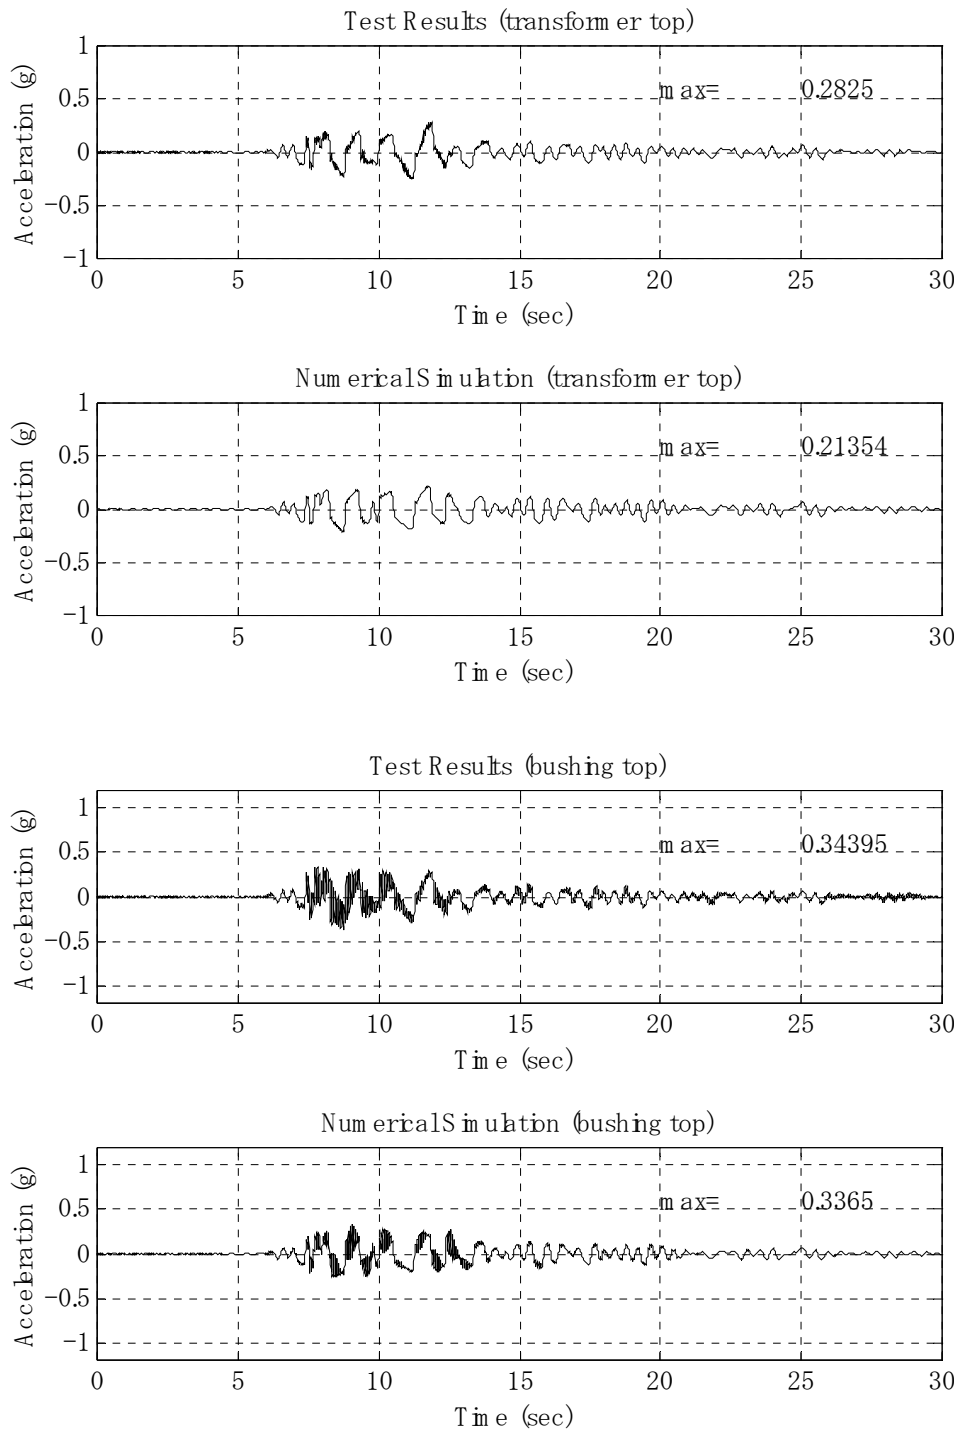 Test Results (transformer top)
1
0.5
0
-0.5
-1
Acceleration (g)
max= 0.2825
0 5 10 15 20 25 30
Time (sec)
Numerical Simulation (transformer top)
1
0.5
0
-0.5
-1
Acceleration (g)
max= 0.21354
0 5 10 15 20 25 30
Time (sec)
Test Results (bushing top)
1
0.5
0
-0.5
-1
Acceleration (g)
max= 0.34395
0 5 10 15 20 25 30
Time (sec)
Numerical Simulation (bushing top)
1
0.5
0
-0.5
-1
Acceleration (g)
max= 0.3365
0 5 10 15 20 25 30
Time (sec)